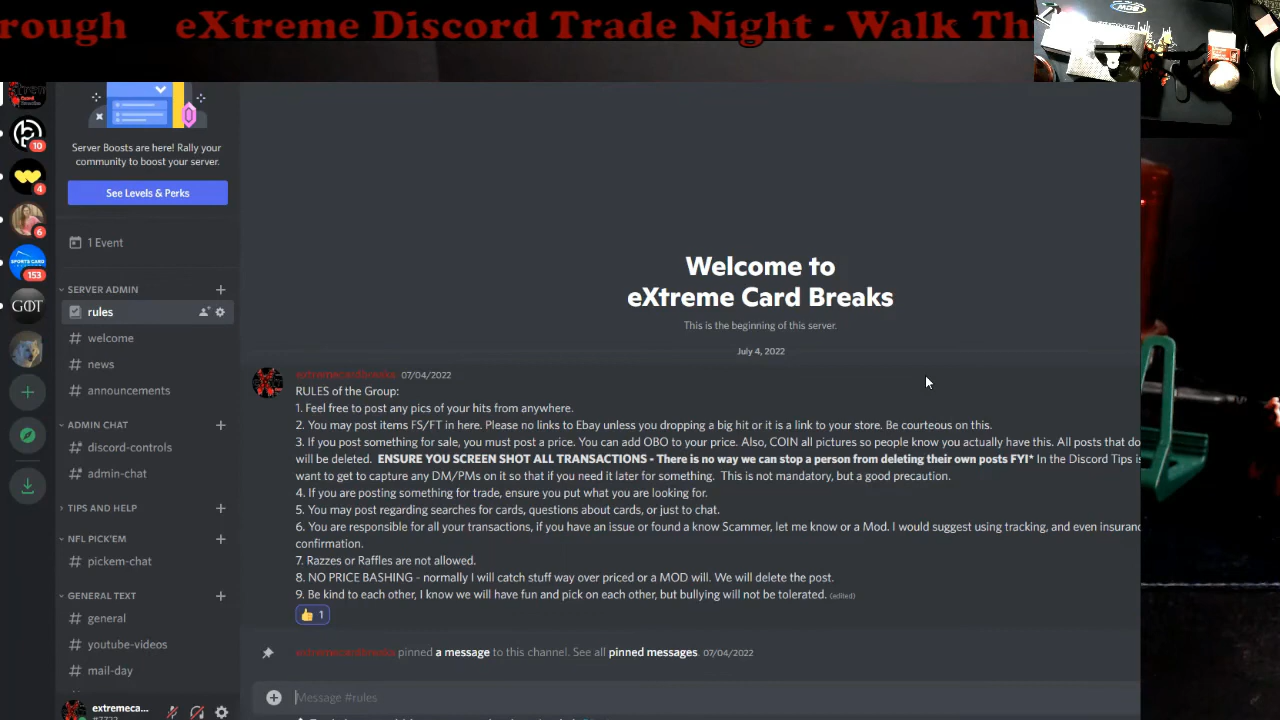 rough    eXtreme Discord Trade Night - Walk Th
Server Boosts are here! Rally your
community to boost your server.
See Levels & Perks
1 Event
SERVER ADMIN
rules
welcome
news
announcements
ADMIN CHAT
discord-controls
admin-chat
TIPS AND HELP
NFL PICK'EM
pickem-chat
GENERAL TEXT
general
youtube-videos
mail-day
extremeca...
10
4
6
SPORTS CARD
153
GOT
Welcome to
eXtreme Card Breaks
This is the beginning of this server.
July 4, 2022
extremecardbreaks 07/04/2022
RULES of the Group:
1. Feel free to post any pics of your hits from anywhere.
2. You may post items FS/FT in here. Please no links to Ebay unless you dropping a big hit or it is a link to your store. Be courteous on this.
3. If you post something for sale, you must post a price. You can add OBO to your price. Also, COIN all pictures so people know you actually have this. All posts that do
will be deleted. ENSURE YOU SCREEN SHOT ALL TRANSACTIONS - There is no way we can stop a person from deleting their own posts FYI* In the Discord Tips is
want to get to capture any DM/PMs on it so that if you need it later for something. This is not mandatory, but a good precaution.
4. If you are posting something for trade, ensure you put what you are looking for.
5. You may post regarding searches for cards, questions about cards, or just to chat.
6. You are responsible for all your transactions, if you have an issue or found a know Scammer, let me know or a Mod. I would suggest using tracking, and even insuranc
confirmation.
7. Razzes or Raffles are not allowed.
8. NO PRICE BASHING - normally I will catch stuff way over priced or a MOD will. We will delete the post.
9. Be kind to each other, I know we will have fun and pick on each other, but bullying will not be tolerated. (edited)
1
extremecardbreaks pinned a message to this channel. See all pinned messages. 07/04/2022
Message #rules